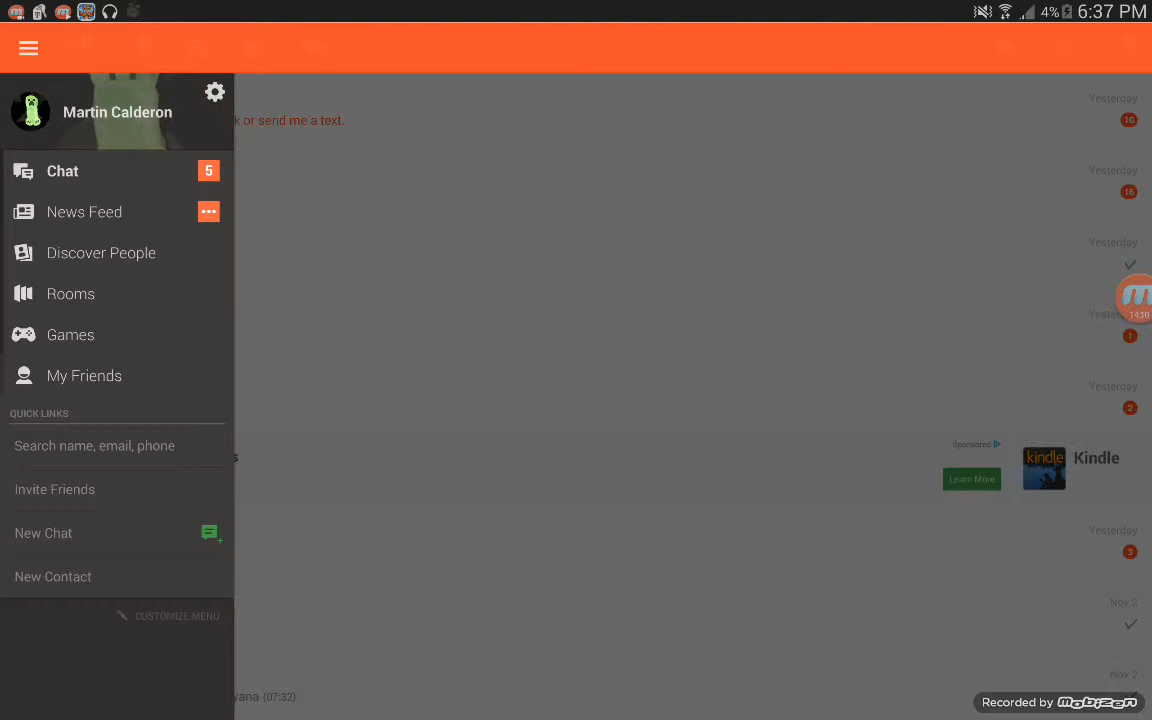 4% 6:37 PM
Martin Calderon
Chat 5
News Feed
Discover People
Rooms
Games
My Friends
QUICK LINKS
Search name, email, phone
Invite Friends
New Chat
New Contact
CUSTOMIZE MENU
Yesterday
k or send me a text.
10
Yesterday
16
Yesterday
14:10
1
Yesterday
2
s
Sponsored
kindle
Kindle
Learn More
Yesterday
3
Nov 2
Nov 2
yana (07:32)
Recorded by mobizen